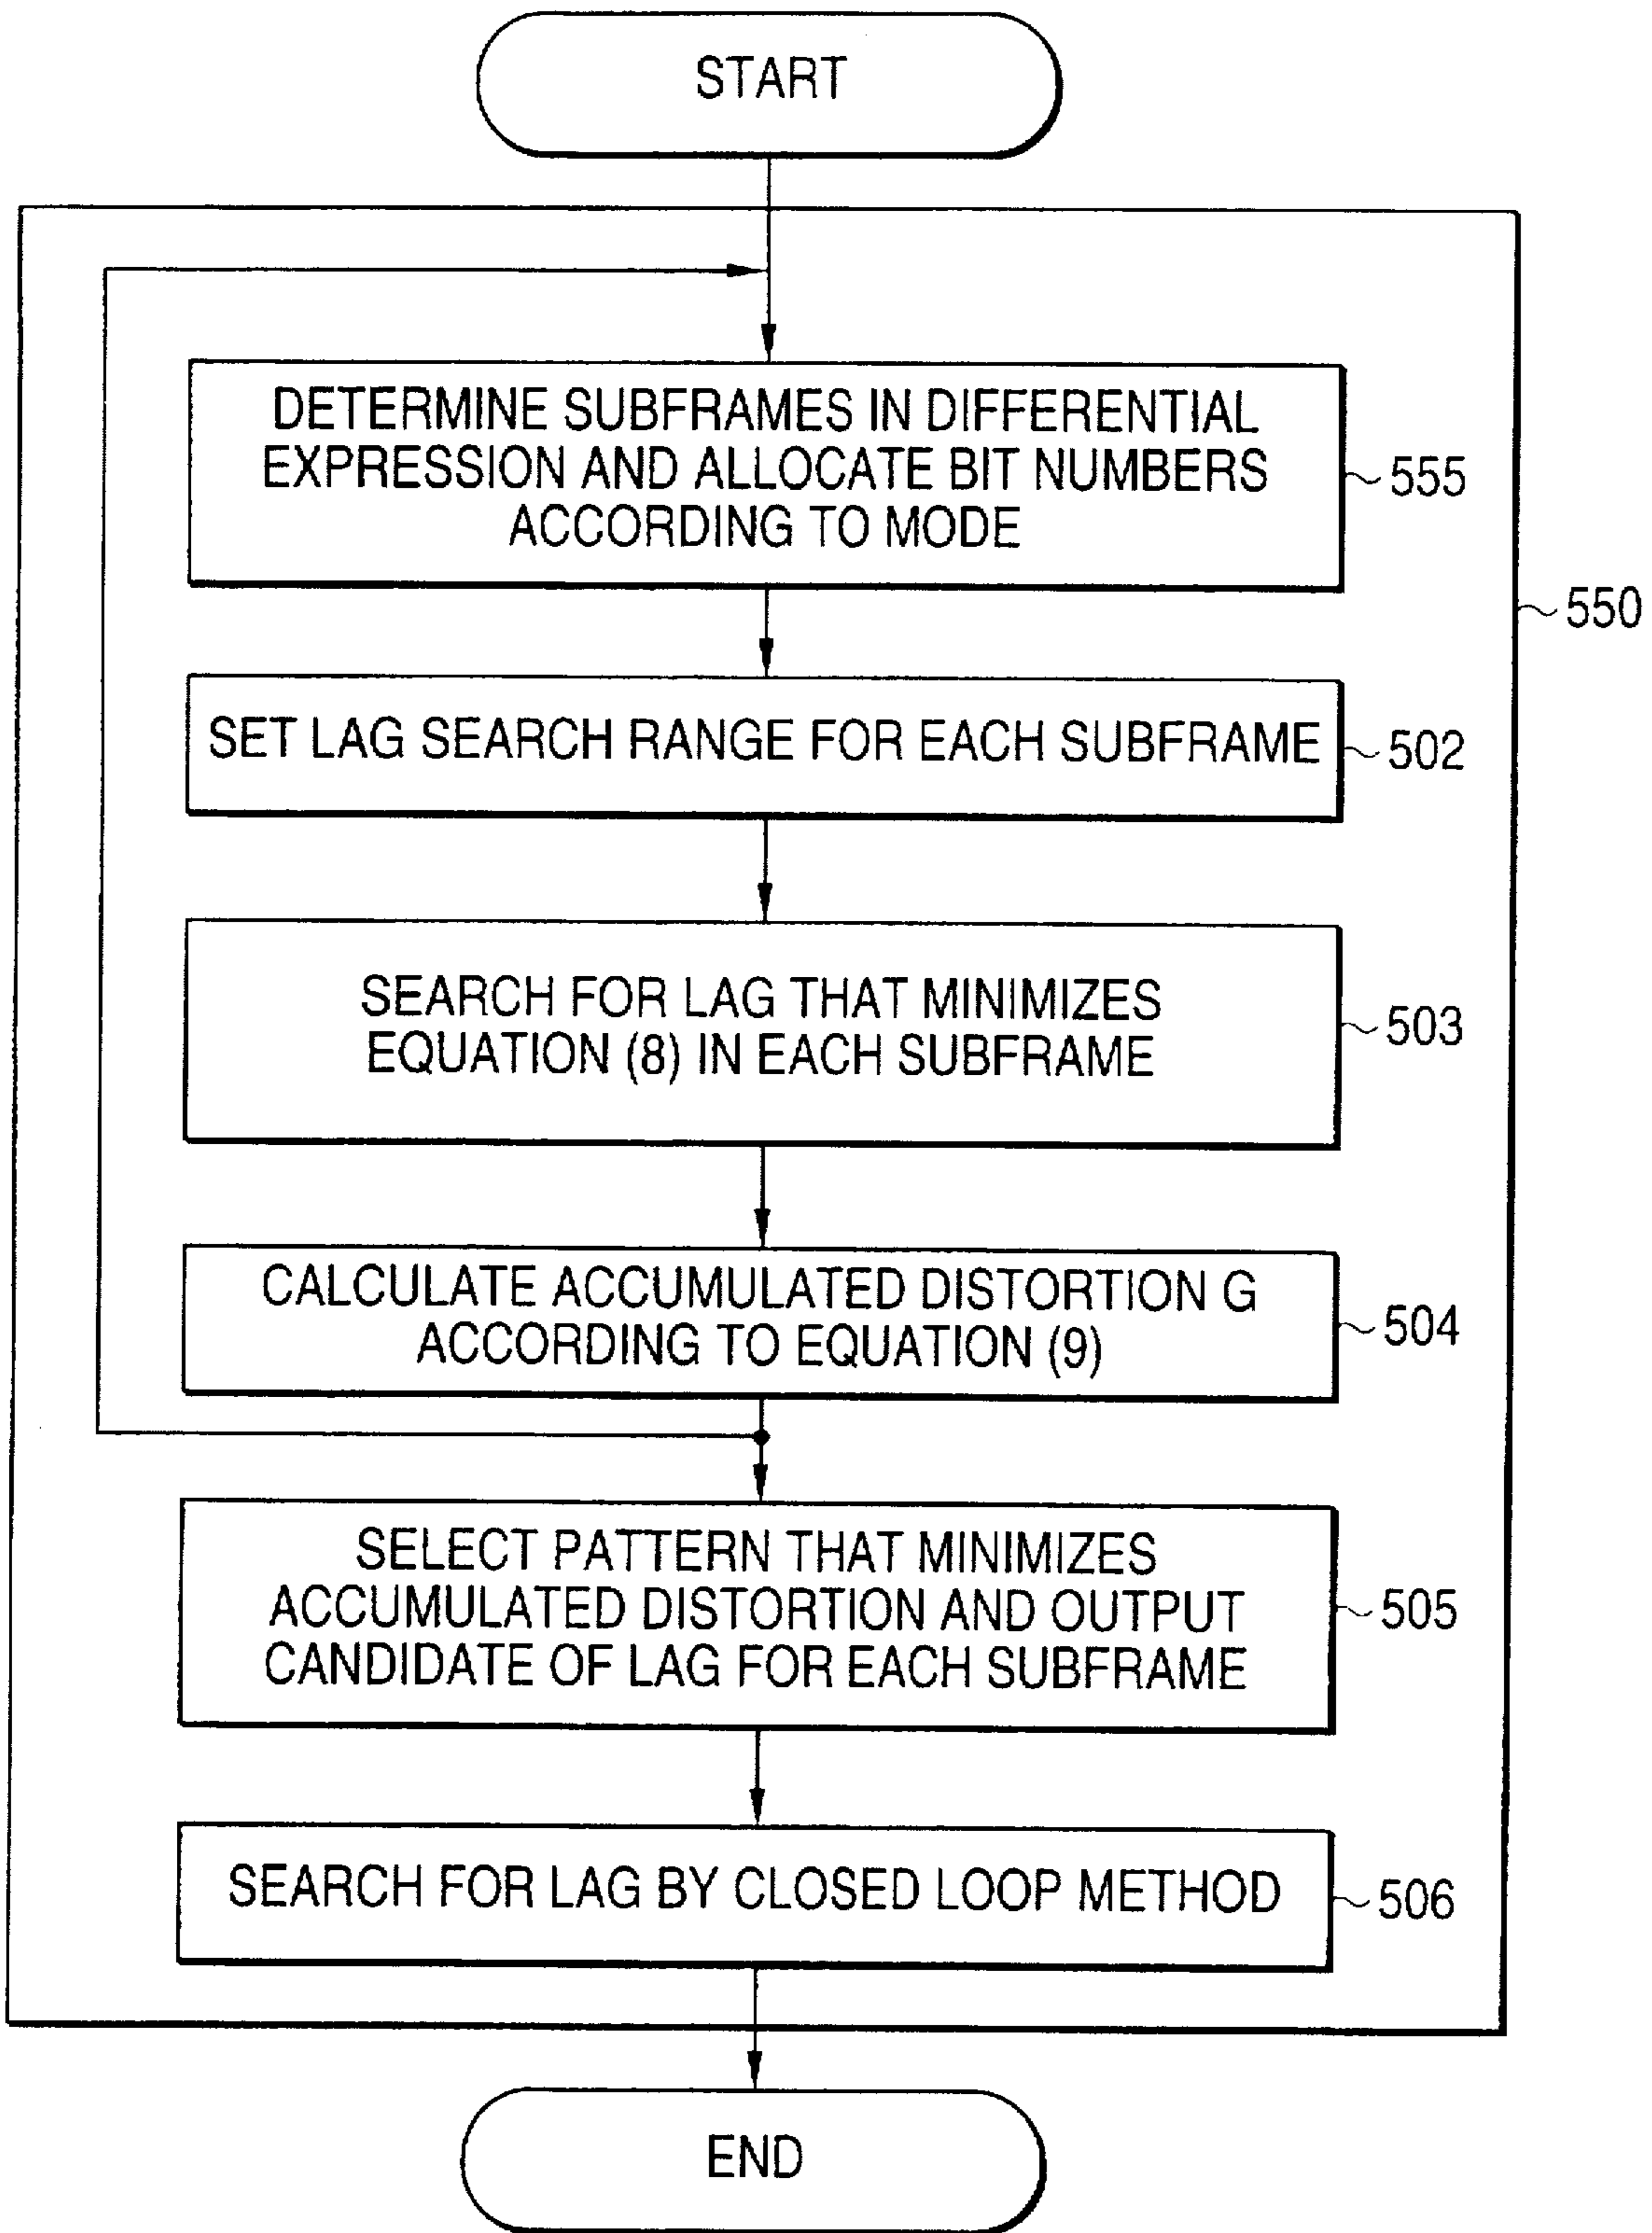 START
DETERMINE SUBFRAMES IN DIFFERENTIAL
EXPRESSION AND ALLOCATE BIT NUMBERS
ACCORDING TO MODE
555
550
SET LAG SEARCH RANGE FOR EACH SUBFRAME
502
SEARCH FOR LAG THAT MINIMIZES
EQUATION (8) IN EACH SUBFRAME
503
CALCULATE ACCUMULATED DISTORTION G
ACCORDING TO EQUATION (9)
504
SELECT PATTERN THAT MINIMIZES
ACCUMULATED DISTORTION AND OUTPUT
CANDIDATE OF LAG FOR EACH SUBFRAME
505
SEARCH FOR LAG BY CLOSED LOOP METHOD
506
END